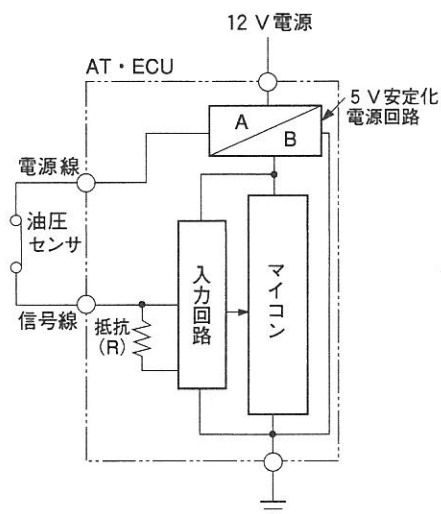 12 V電源
AT・ECU
A
B
5 V安定化
電源回路
電源線
油圧
センサ
信号線
抵抗
(R)
入力回路
マイコン